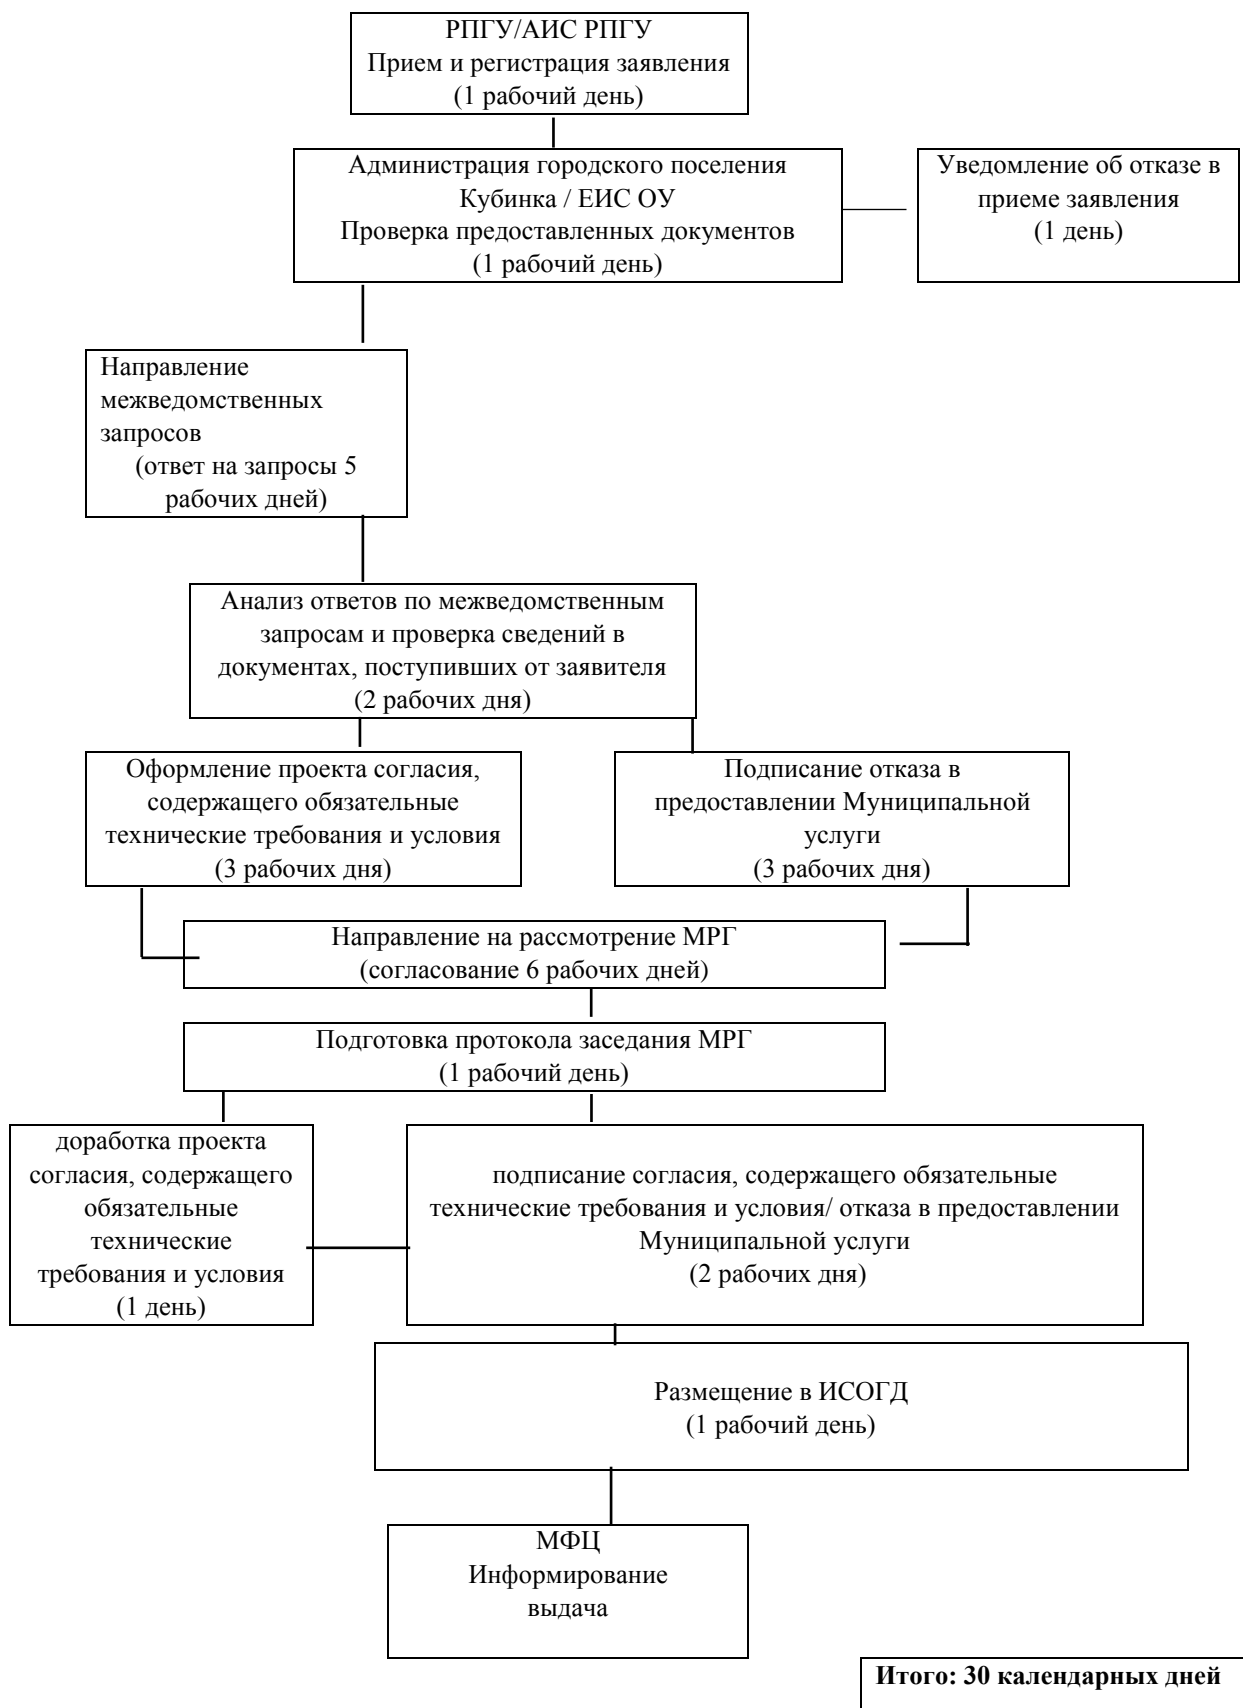 РПГУ/АИС РПГУ
Прием и регистрация заявления
(1 рабочий день)
Администрация городского поселения
Кубинка / ЕИС ОУ
Проверка предоставленных документов
(1 рабочий день)
Уведомление об отказе в
приеме заявления
(1 день)
Направление
межведомственных
запросов
(ответ на запросы 5
рабочих дней)
Анализ ответов по межведомственным
запросам и проверка сведений в
документах, поступивших от заявителя
(2 рабочих дня)
Оформление проекта согласия,
содержащего обязательные
технические требования и условия
(3 рабочих дня)
Подписание отказа в
предоставлении Муниципальной
услуги
(3 рабочих дня)
Направление на рассмотрение МРГ
(согласование 6 рабочих дней)
Подготовка протокола заседания МРГ
(1 рабочий день)
доработка проекта
согласия, содержащего
обязательные
технические
требования и условия
(1 день)
подписание согласия, содержащего обязательные
технические требования и условия/ отказа в предоставлении
Муниципальной услуги
(2 рабочих дня)
Размещение в ИСОГД
(1 рабочий день)
МФЦ
Информирование
выдача
Итого: 30 календарных дней